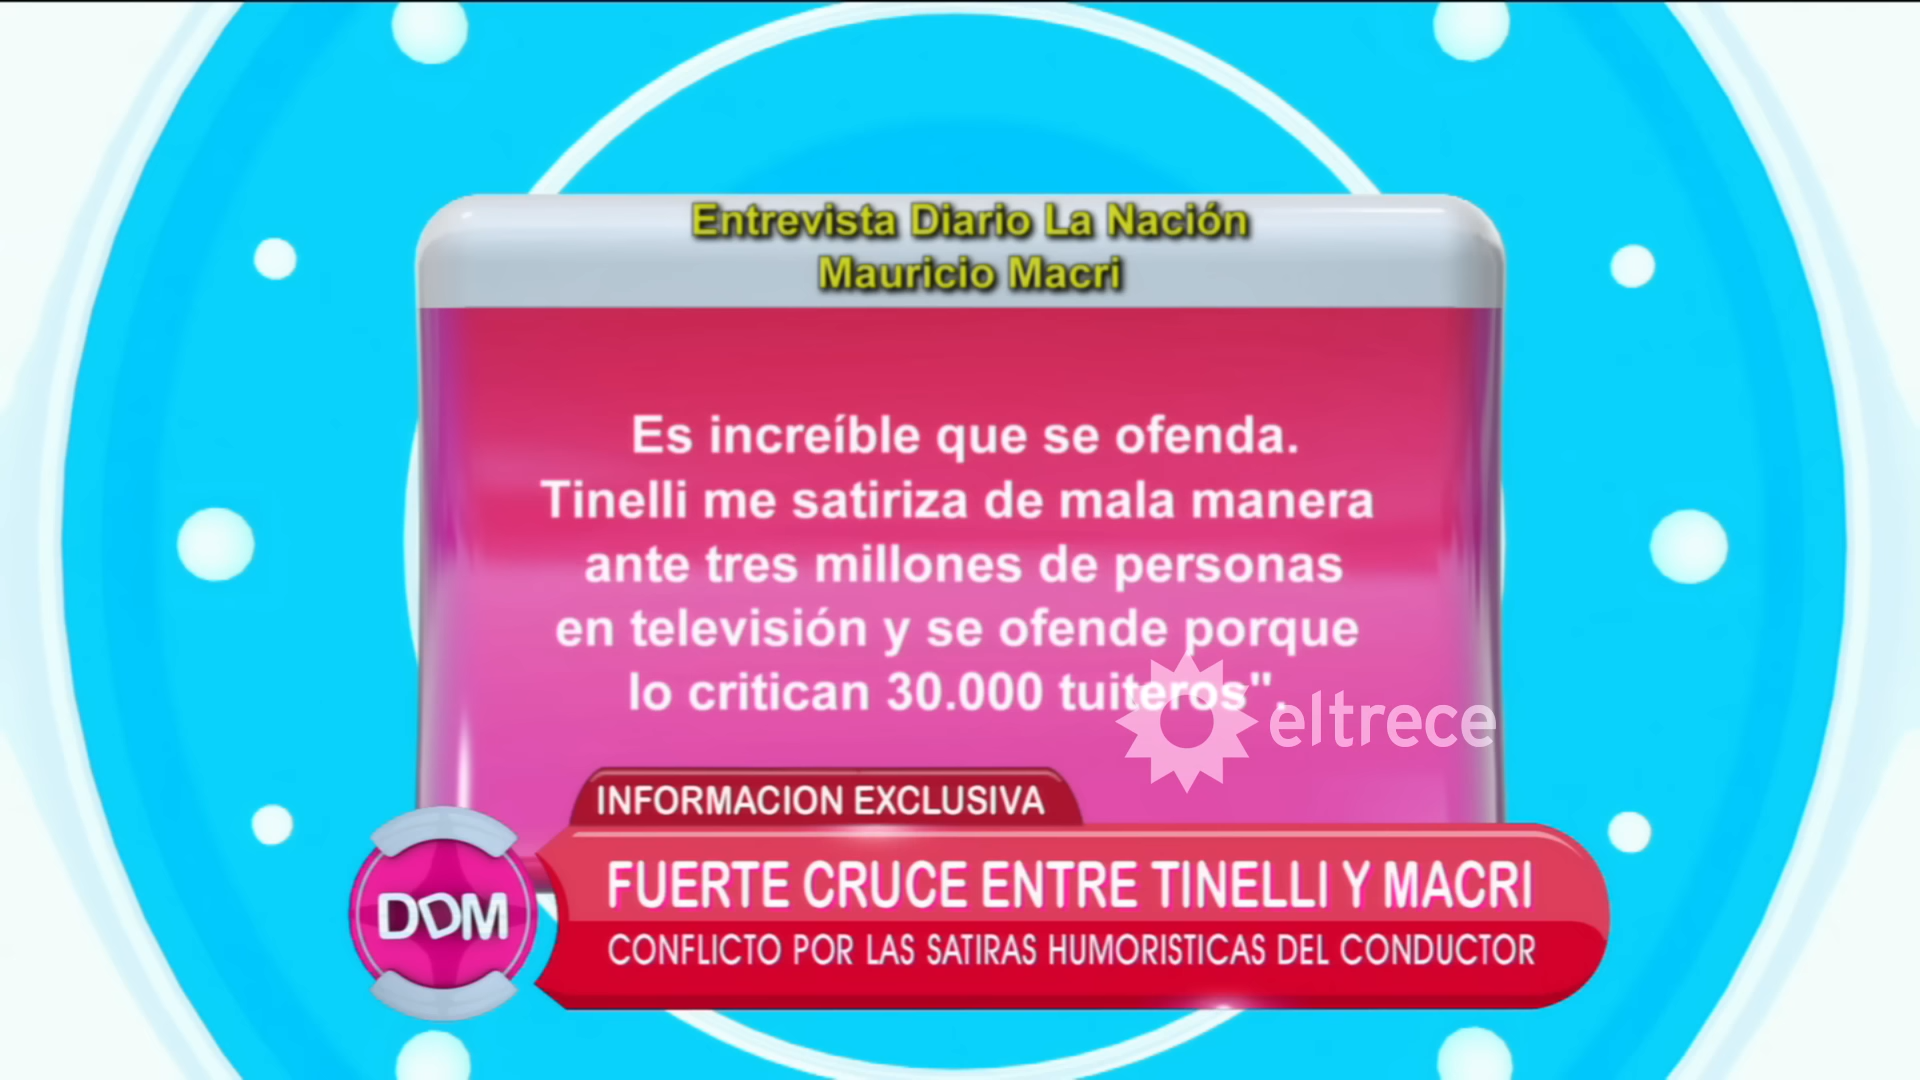 Entrevista Diario La Nación
Mauricio Macri
Es increíble que se ofenda.
Tinelli me satiriza de mala manera
ante tres millones de personas
en televisión y se ofende porque
lo critican 30.000 tuiteros".
eltrece
INFORMACION EXCLUSIVA
DDM
FUERTE CRUCE ENTRE TINELLI Y MACRI
CONFLICTO POR LAS SATIRAS HUMORISTICAS DEL CONDUCTOR